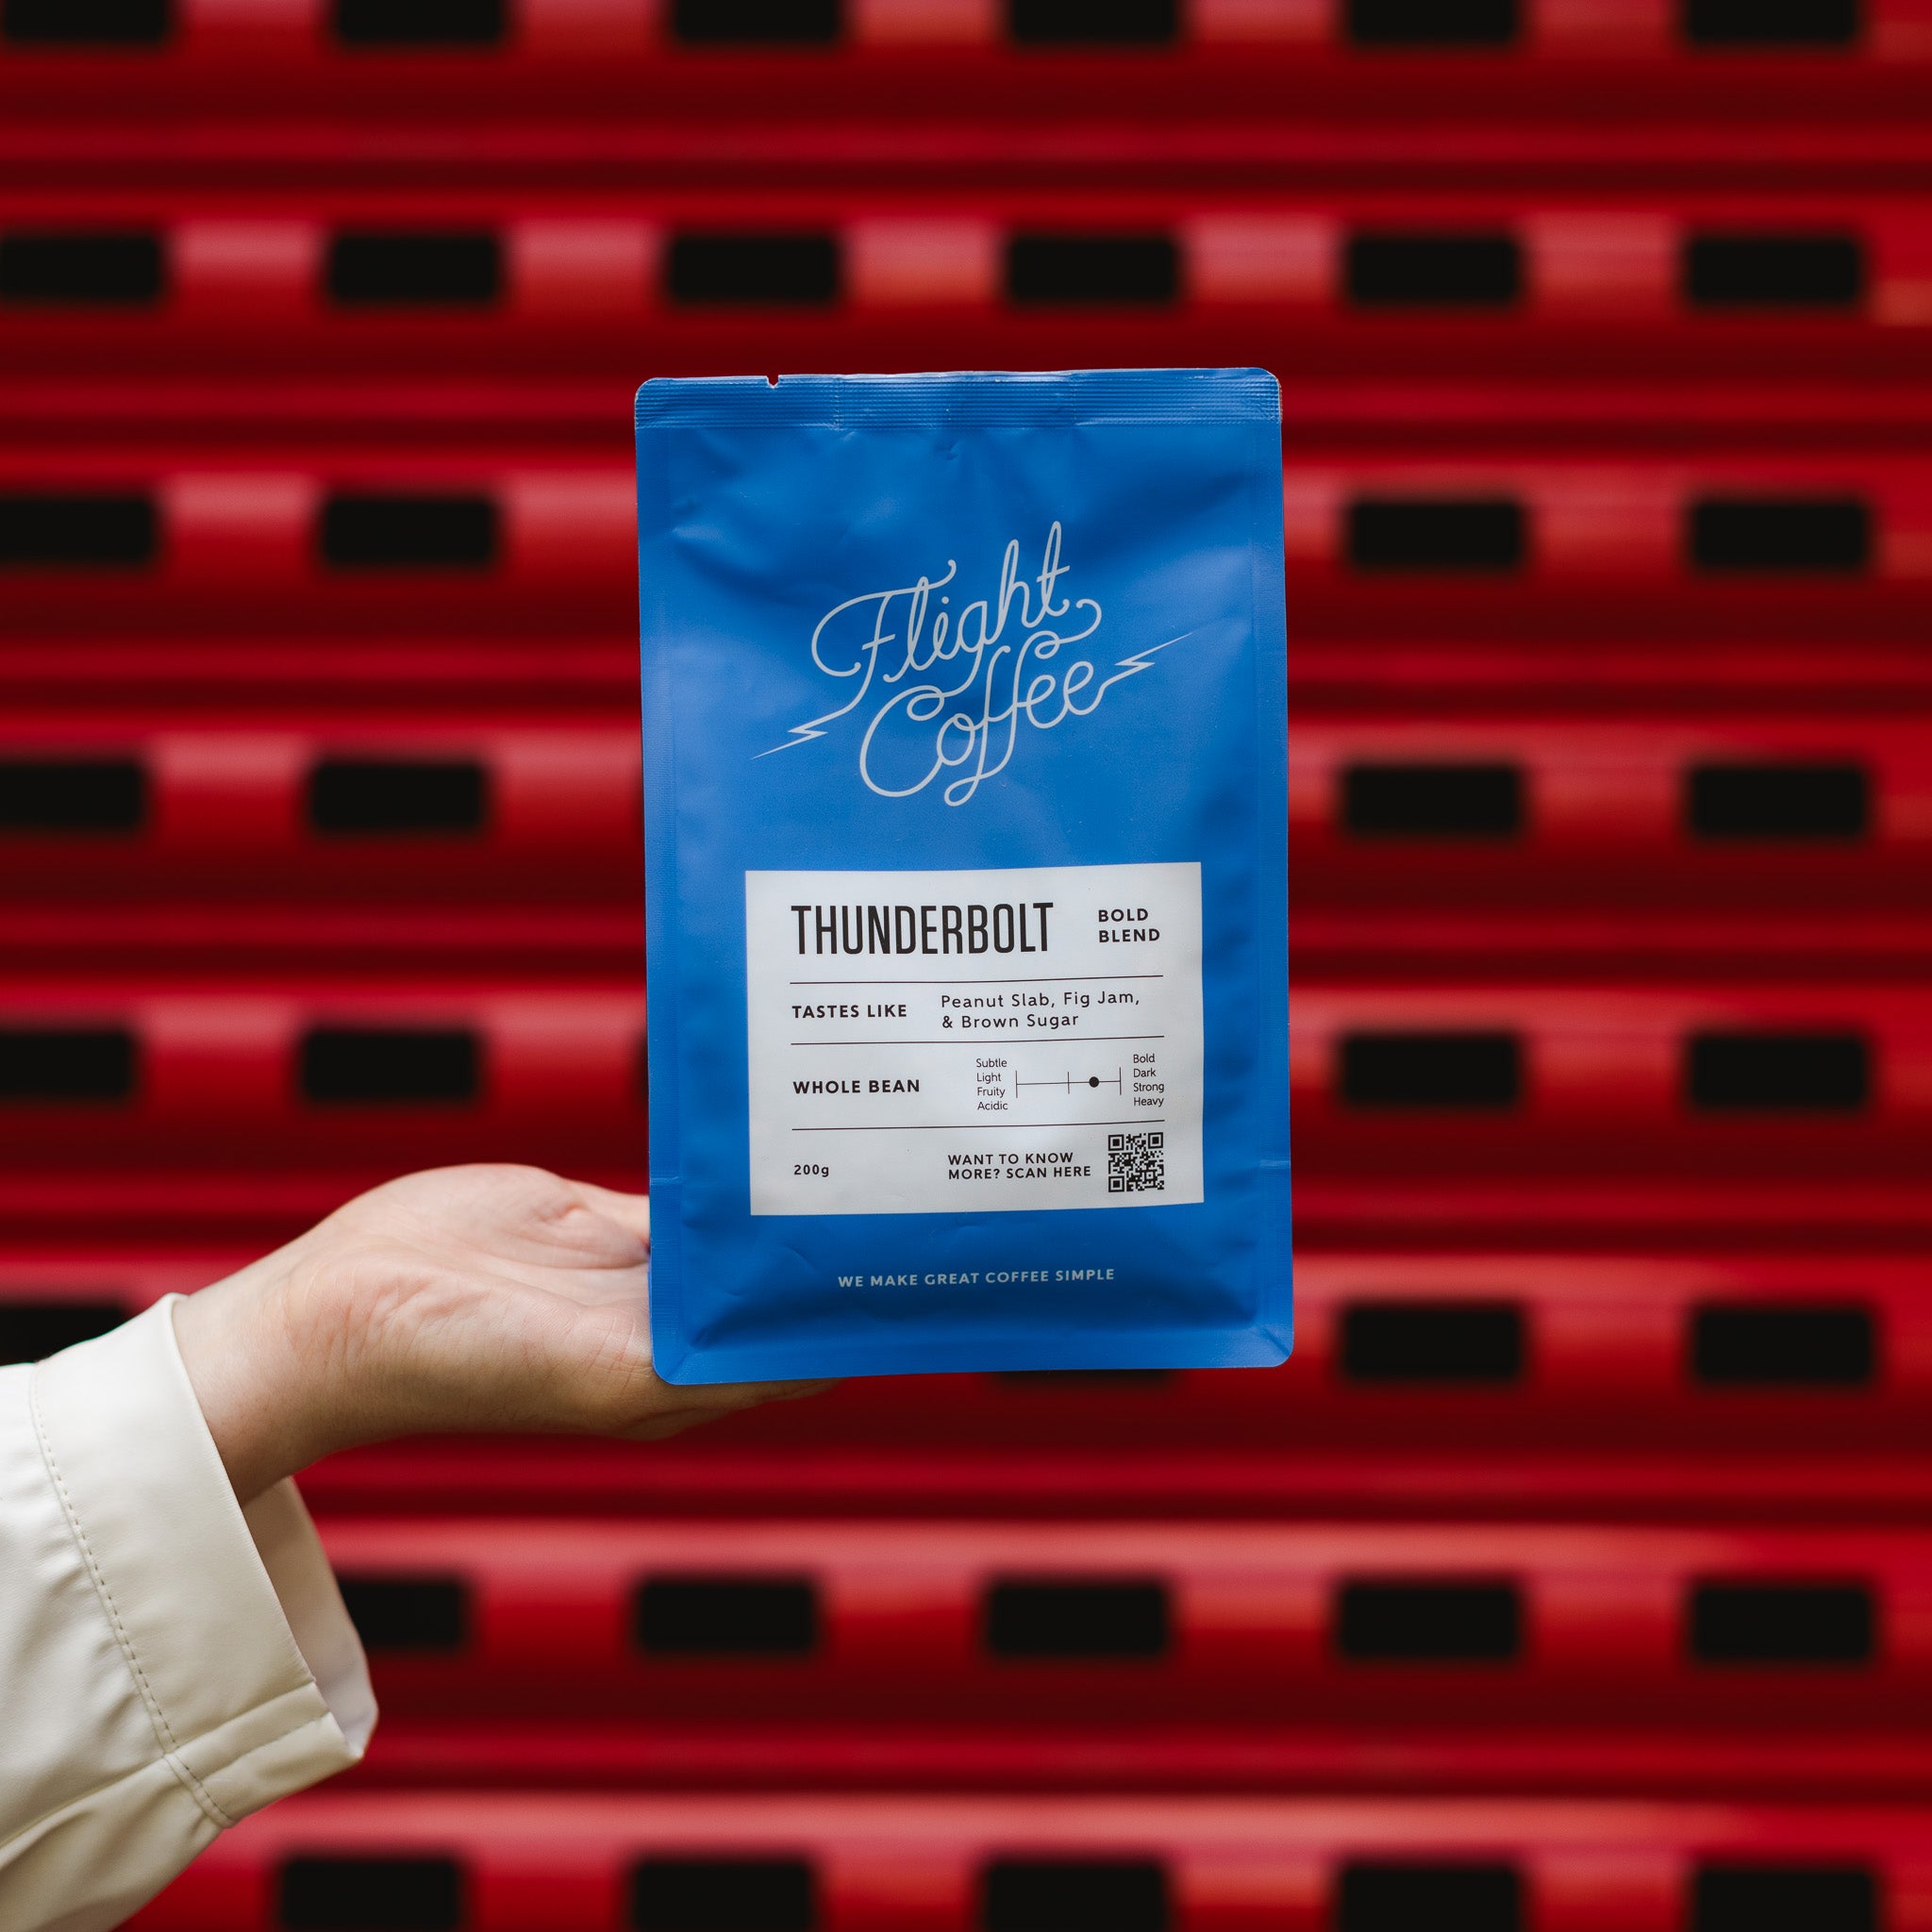 Flight
Coffee
THUNDERBOLT
BOLD
BLEND
TASTES LIKE
Peanut Slab, Fig Jam,
& Brown Sugar
WHOLE BEAN
Subtle
Light
Fruity
Acidic
Bold
Dark
Strong
Heavy
200g
WANT TO KNOW
MORE? SCAN HERE
WE MAKE GREAT COFFEE SIMPLE